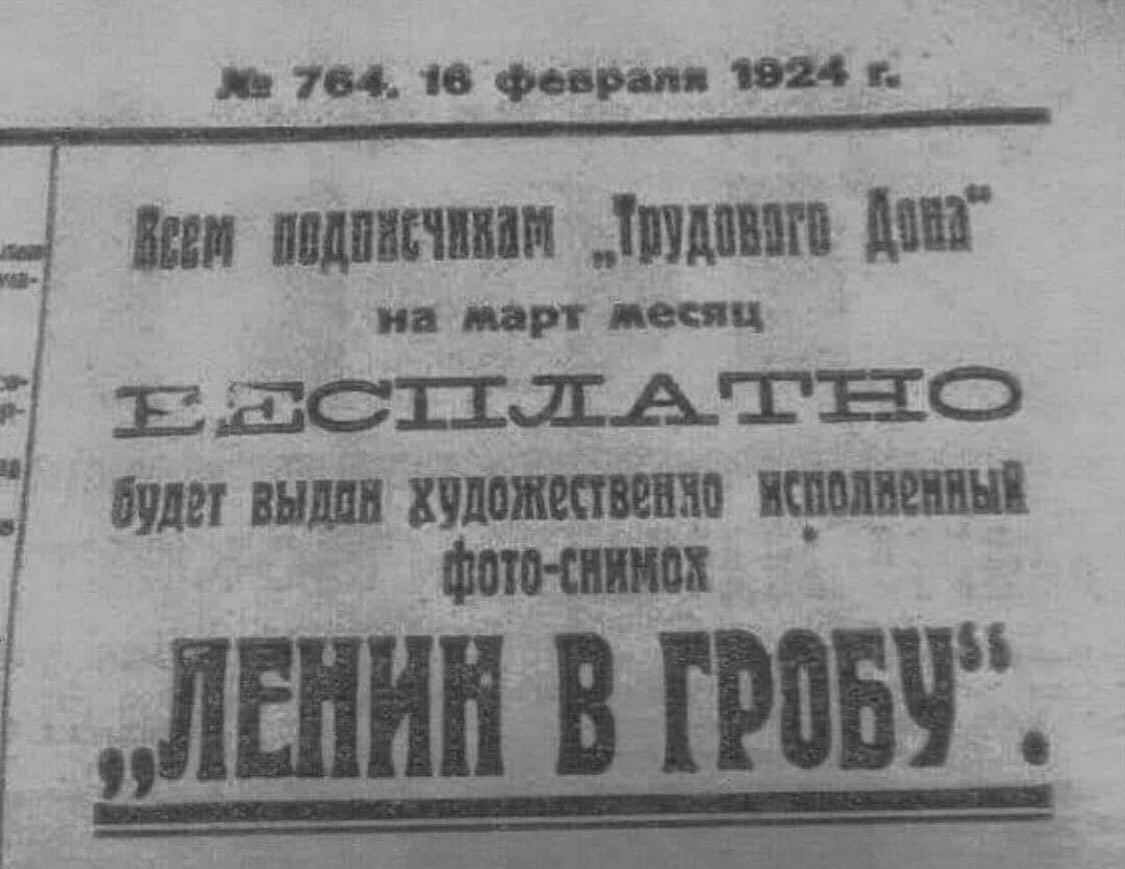 № 764. 16 февраля 1924 г.
Всем подписчикам „Трудового Дона“
на март месяц
БЕСПЛАТНО
будет выдан художественно исполненный
фото-снимок
„ЛЕНИН В ГРОБУ“.